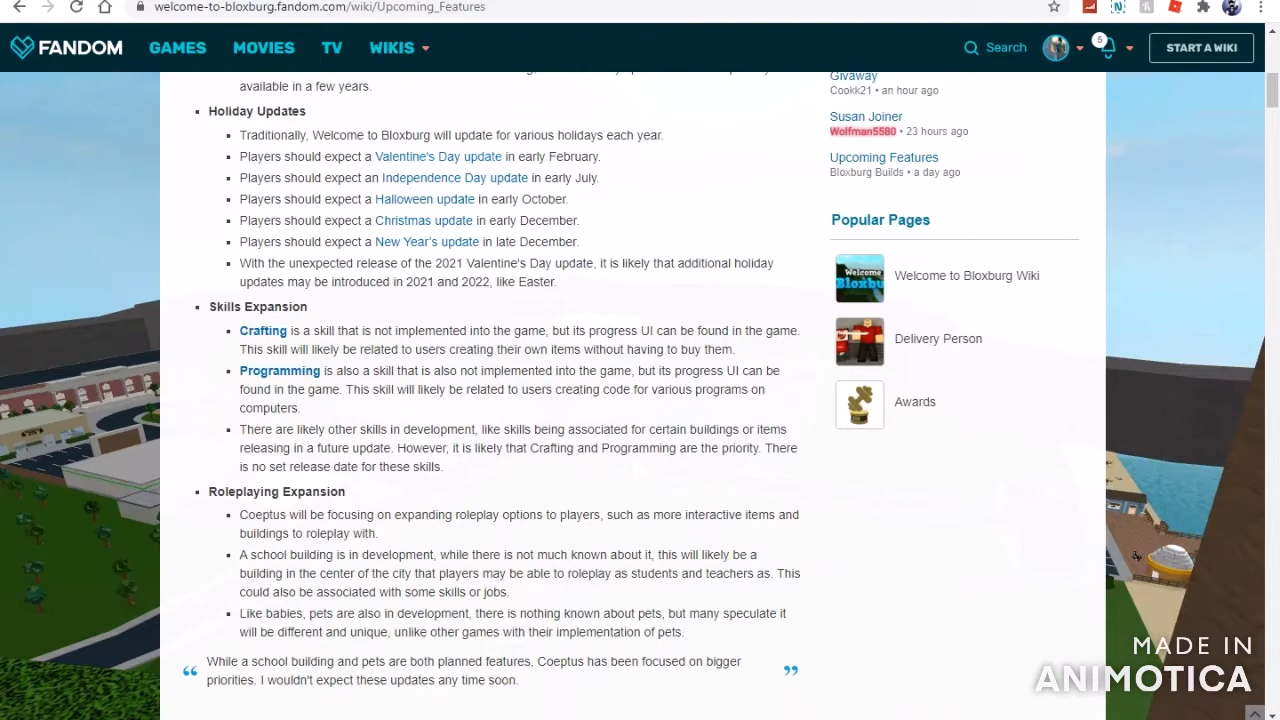 welcome-to-bloxburg.fandom.com/wiki/Upcoming_Features
FANDOM
GAMES
MOVIES
TV
WIKIS
Search
5
START A WIKI
available in a few years.
Holiday Updates
Traditionally, Welcome to Bloxburg will update for various holidays each year.
Players should expect a Valentine's Day update in early February.
Players should expect an Independence Day update in early July.
Players should expect a Halloween update in early October.
Players should expect a Christmas update in early December.
Players should expect a New Year's update in late December.
With the unexpected release of the 2021 Valentine's Day update, it is likely that additional holiday
updates may be introduced in 2021 and 2022, like Easter.
Skills Expansion
Crafting is a skill that is not implemented into the game, but its progress UI can be found in the game.
This skill will likely be related to users creating their own items without having to buy them.
Programming is also a skill that is also not implemented into the game, but its progress UI can be
found in the game. This skill will likely be related to users creating code for various programs on
computers.
There are likely other skills in development, like skills being associated for certain buildings or items
releasing in a future update. However, it is likely that Crafting and Programming are the priority. There
is no set release date for these skills.
Roleplaying Expansion
Coeptus will be focusing on expanding roleplay options to players, such as more interactive items and
buildings to roleplay with.
A school building is in development, while there is not much known about it, this will likely be a
building in the center of the city that players may be able to roleplay as students and teachers as. This
could also be associated with some skills or jobs.
Like babies, pets are also in development, there is nothing known about pets, but many speculate it
will be different and unique, unlike other games with their implementation of pets.
“ While a school building and pets are both planned features, Coeptus has been focused on bigger ”
priorities. I wouldn't expect these updates any time soon.
Givaway
Cookk21 • an hour ago
Susan Joiner
Wolfman5580 • 23 hours ago
Upcoming Features
Bloxburg Builds • a day ago
Popular Pages
Welcome
Bloxbu
Welcome to Bloxburg Wiki
Delivery Person
Awards
MADE IN
ANIMOTICA